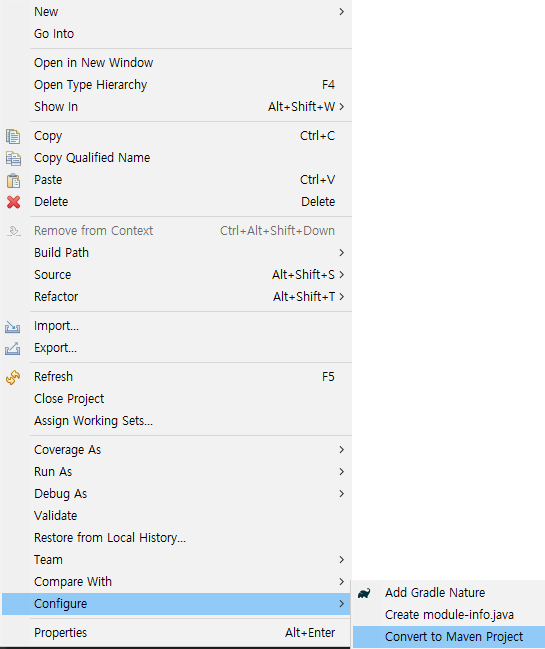 New
Go Into
Open in New Window
Open Type Hierarchy F4
Show In Alt+Shift+W
Copy Ctrl+C
Copy Qualified Name
Paste Ctrl+V
Delete Delete
Remove from Context Ctrl+Alt+Shift+Down
Build Path
Source Alt+Shift+S
Refactor Alt+Shift+T
Import...
Export...
Refresh F5
Close Project
Assign Working Sets...
Coverage As
Run As
Debug As
Validate
Restore from Local History...
Team
Compare With
Configure
Properties Alt+Enter
Add Gradle Nature
Create module-info.java
Convert to Maven Project